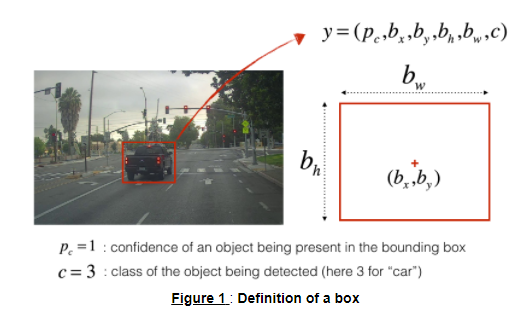 y = (p_c, b_x, b_y, b_h, b_w, c)
b_w
b_h
(b_x, b_y)
p_c = 1 : confidence of an object being present in the bounding box
c = 3 : class of the object being detected (here 3 for “car”)
Figure 1 : Definition of a box